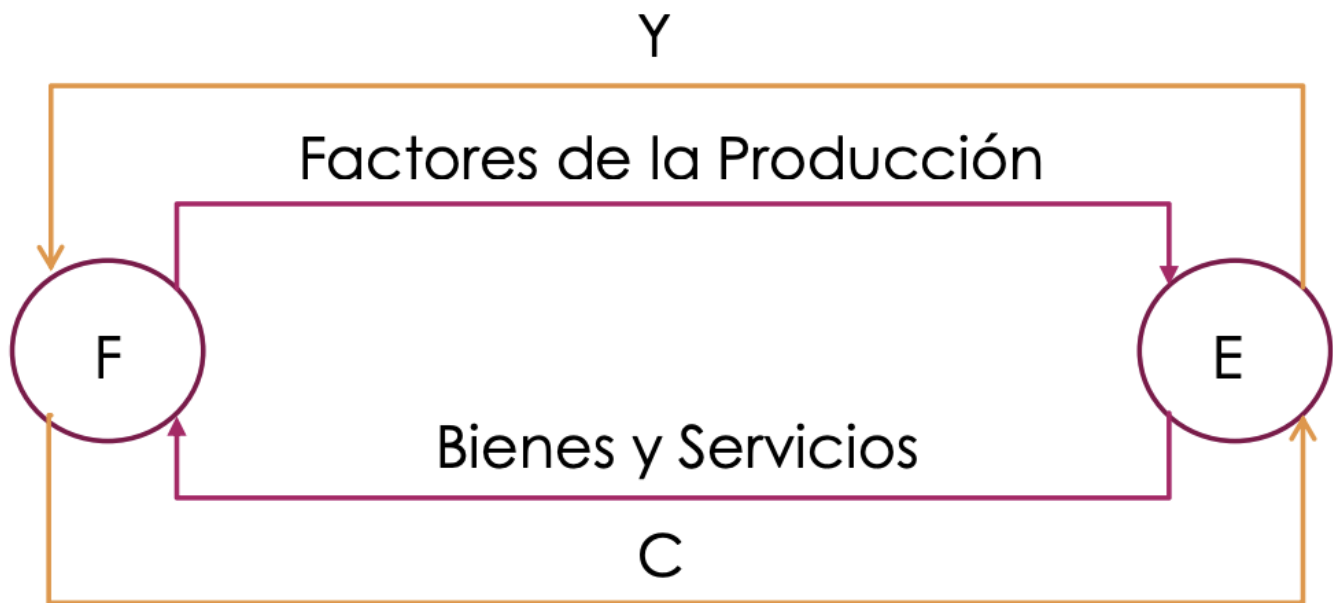 Y
Factores de la Producción
F
E
Bienes y Servicios
C